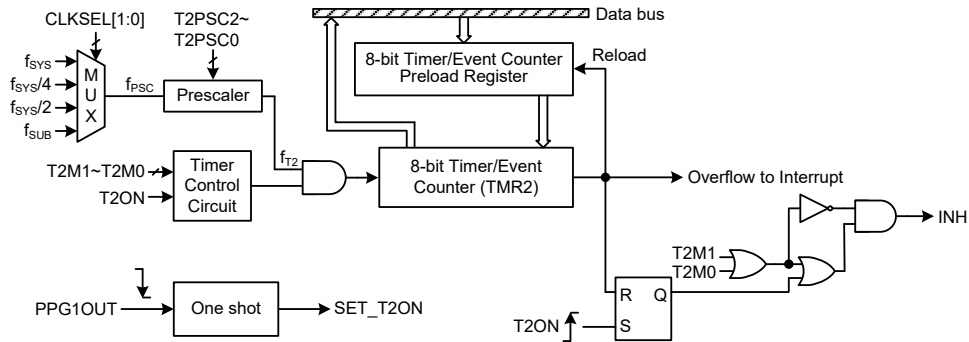 CLKSEL[1:0]
T2PSC2~
T2PSC0
Data bus
8-bit Timer/Event Counter
Preload Register
Reload
fSYS
fSYS/4
fSYS/2
fSUB
M
U
X
fPSC
Prescaler
fT2
T2M1~T2M0
T2ON
Timer
Control
Circuit
8-bit Timer/Event
Counter (TMR2)
Overflow to Interrupt
INH
T2M1
T2M0
PPG1OUT
One shot
SET_T2ON
R Q
S
T2ON